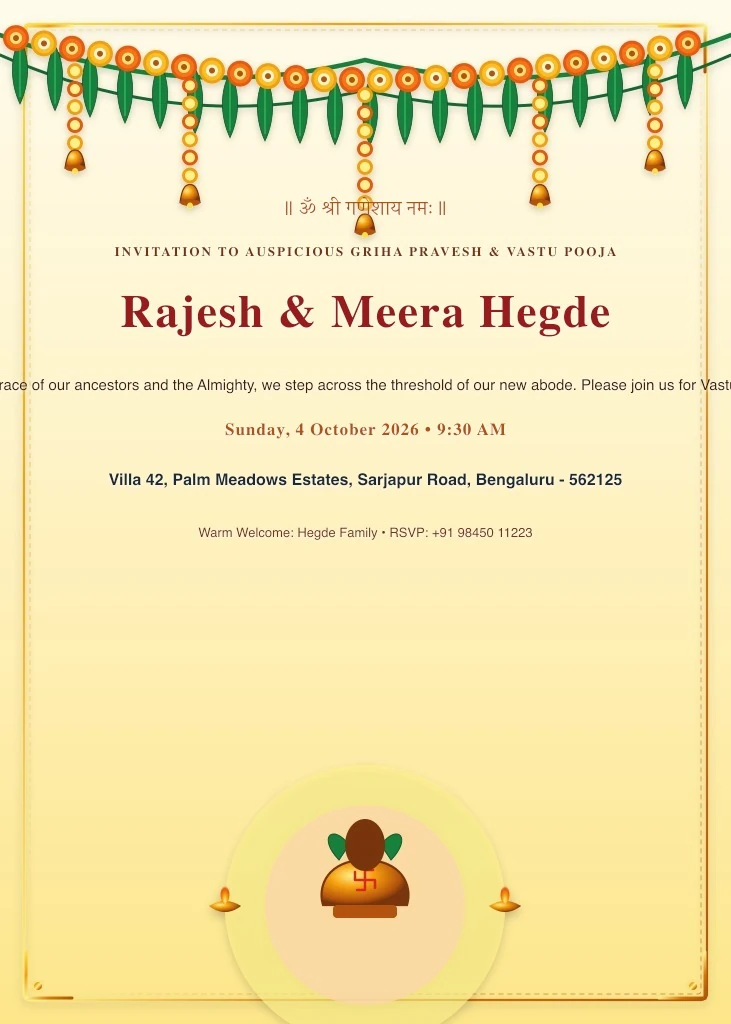 ॥ ॐ श्री गणेशाय नमः ॥
INVITATION TO AUSPICIOUS GRIHA PRAVESH & VASTU POOJA
Rajesh & Meera Hegde
of our ancestors and the Almighty, we step across the threshold of our new abode. Please join us for
Sunday, 4 October 2026 • 9:30 AM
Villa 42, Palm Meadows Estates, Sarjapur Road, Bengaluru - 562125
Warm Welcome: Hegde Family • RSVP: +91 98450 11223